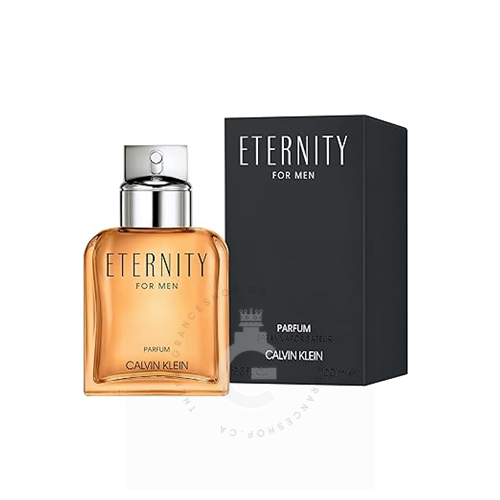 ETERNITY
FOR MEN
PARFUM
CALVIN KLEIN
ETERNITY
FOR MEN
PARFUM
CALVIN KLEIN